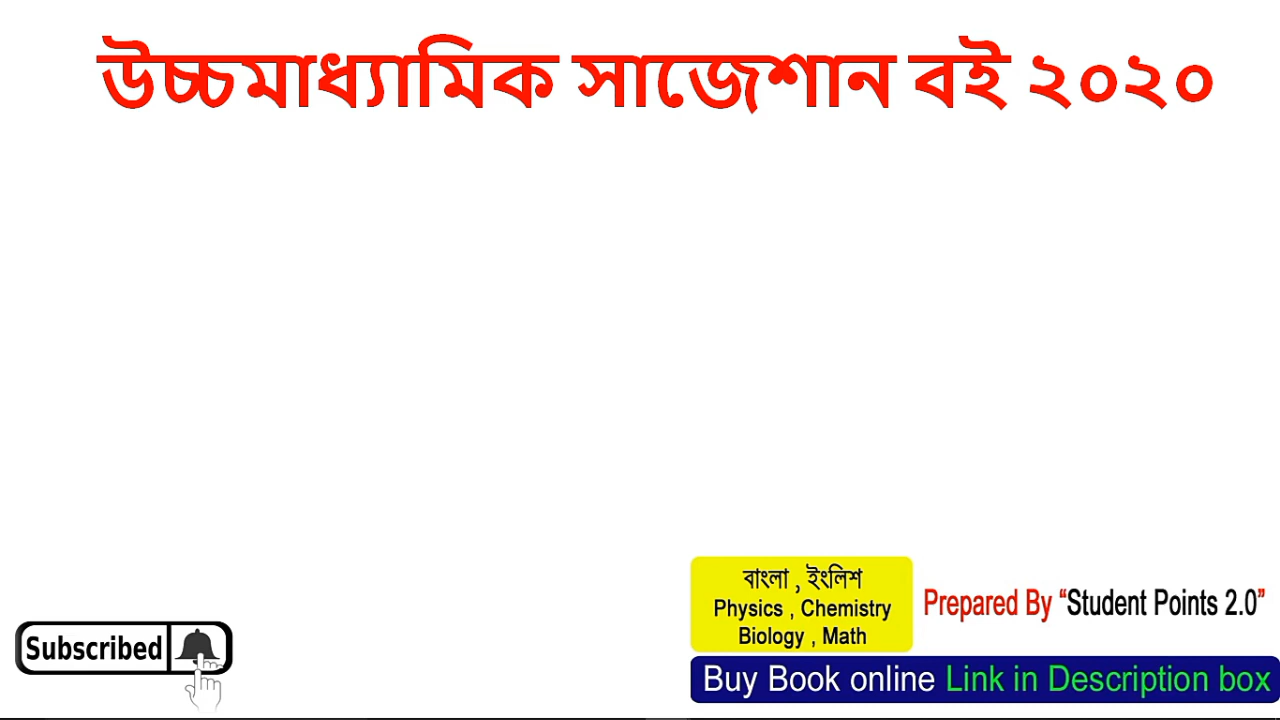 উচ্চমাধ্যামিক সাজেশান বই ২০২০
বাংলা , ইংলিশ
Physics , Chemistry
Biology , Math
Prepared By “Student Points 2.0”
Subscribed
Buy Book online Link in Description box